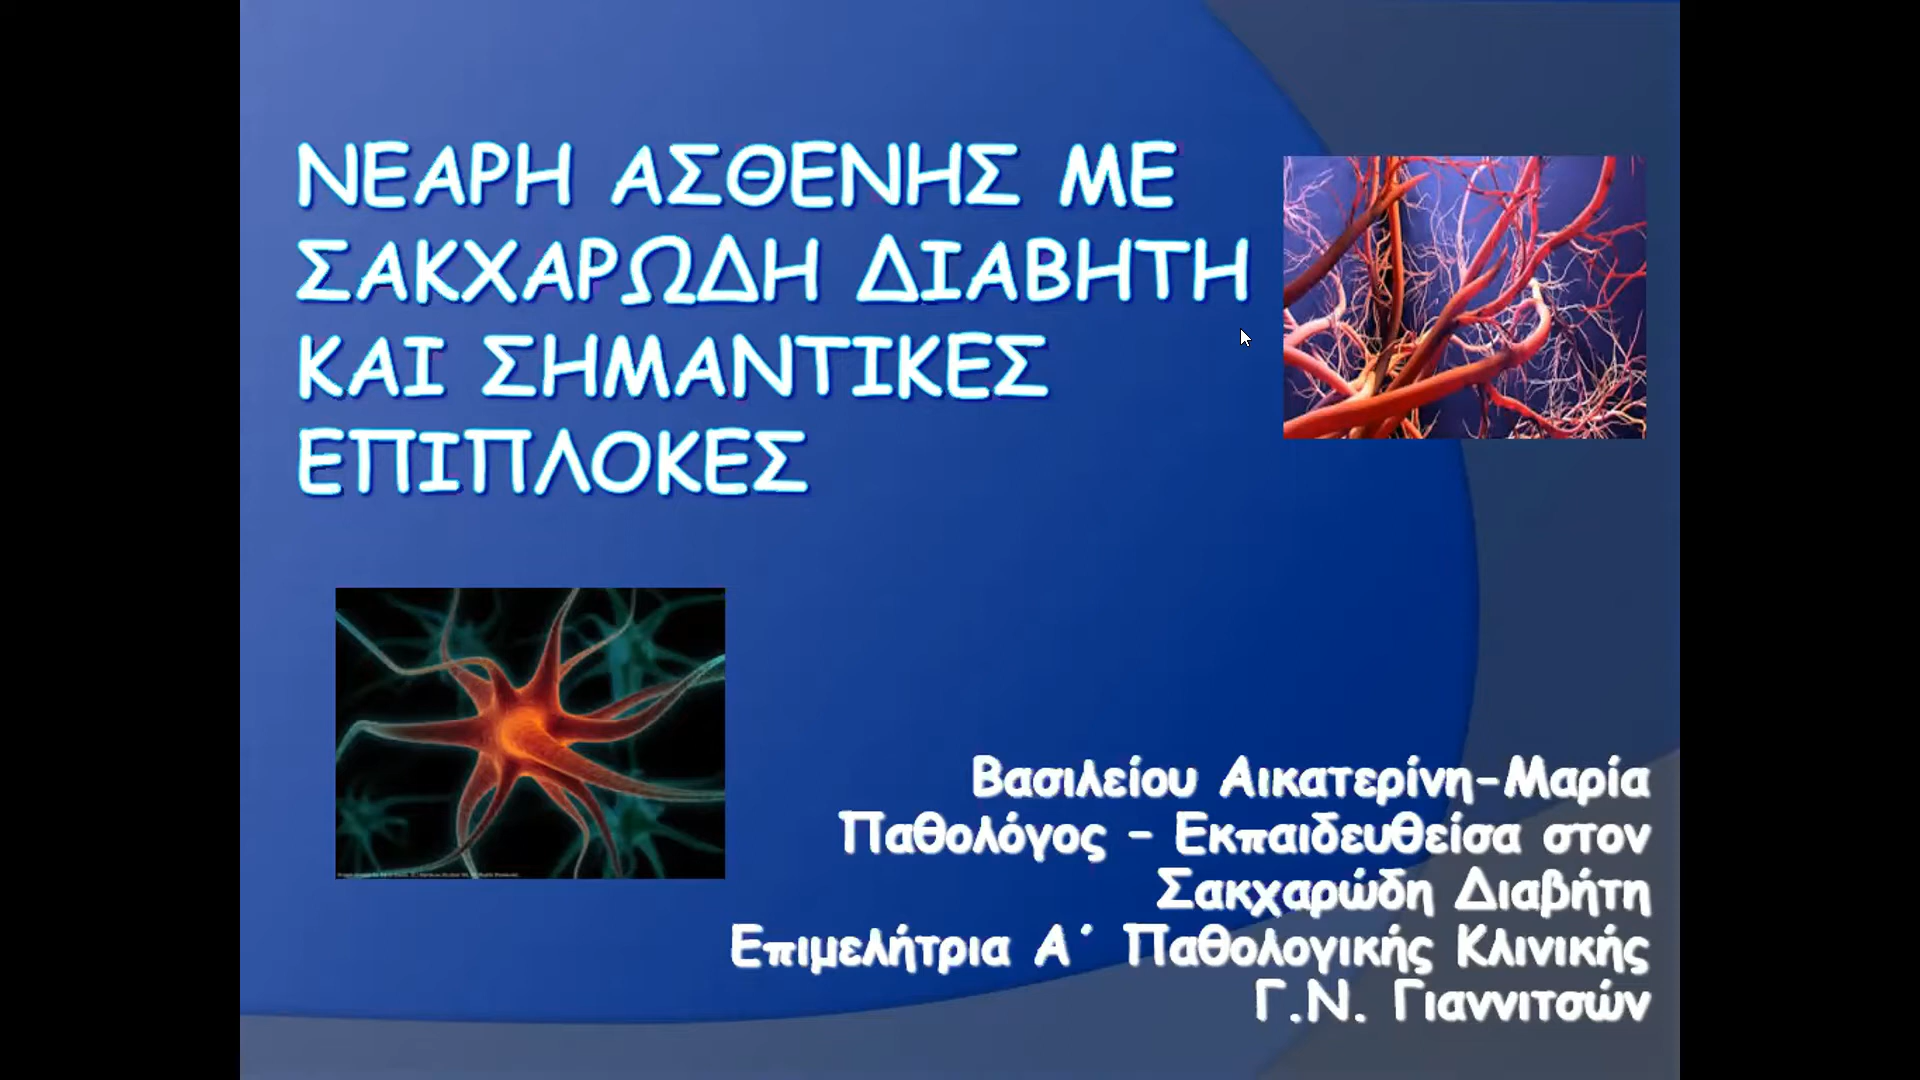 ΝΕΑΡΗ ΑΣΘΕΝΗΣ ΜΕ
ΣΑΚΧΑΡΩΔΗ ΔΙΑΒΗΤΗ
ΚΑΙ ΣΗΜΑΝΤΙΚΕΣ
ΕΠΙΠΛΟΚΕΣ
Βασιλείου Αικατερίνη-Μαρία
Παθολόγος – Εκπαιδευθείσα στον
Σακχαρώδη Διαβήτη
Επιμελήτρια Α΄ Παθολογικής Κλινικής
Γ.Ν. Γιαννιτσών